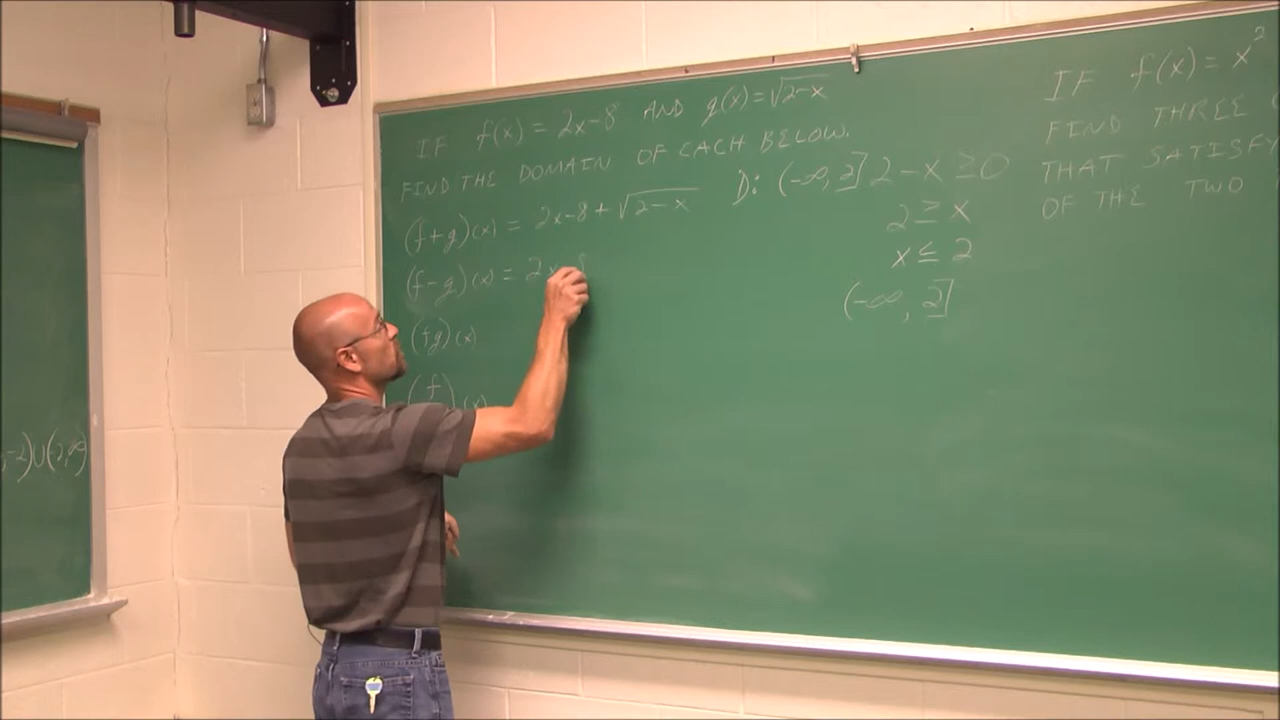 IF f(x) = 2x-8 AND g(x)=√2-x
FIND THE DOMAIN OF EACH BELOW.
(f+g)(x) = 2x-8+√2-x D: (-∞, 2] 2-x ≥0
2 ≥ x
x ≤ 2
(-∞, 2]
(f-g)(x) = 2x-8
(fg)(x)
(f
(x)
IF f(x) = x²
FIND THREE
THAT SATISFY
OF THE TWO
,-2)∪(-2,∞)